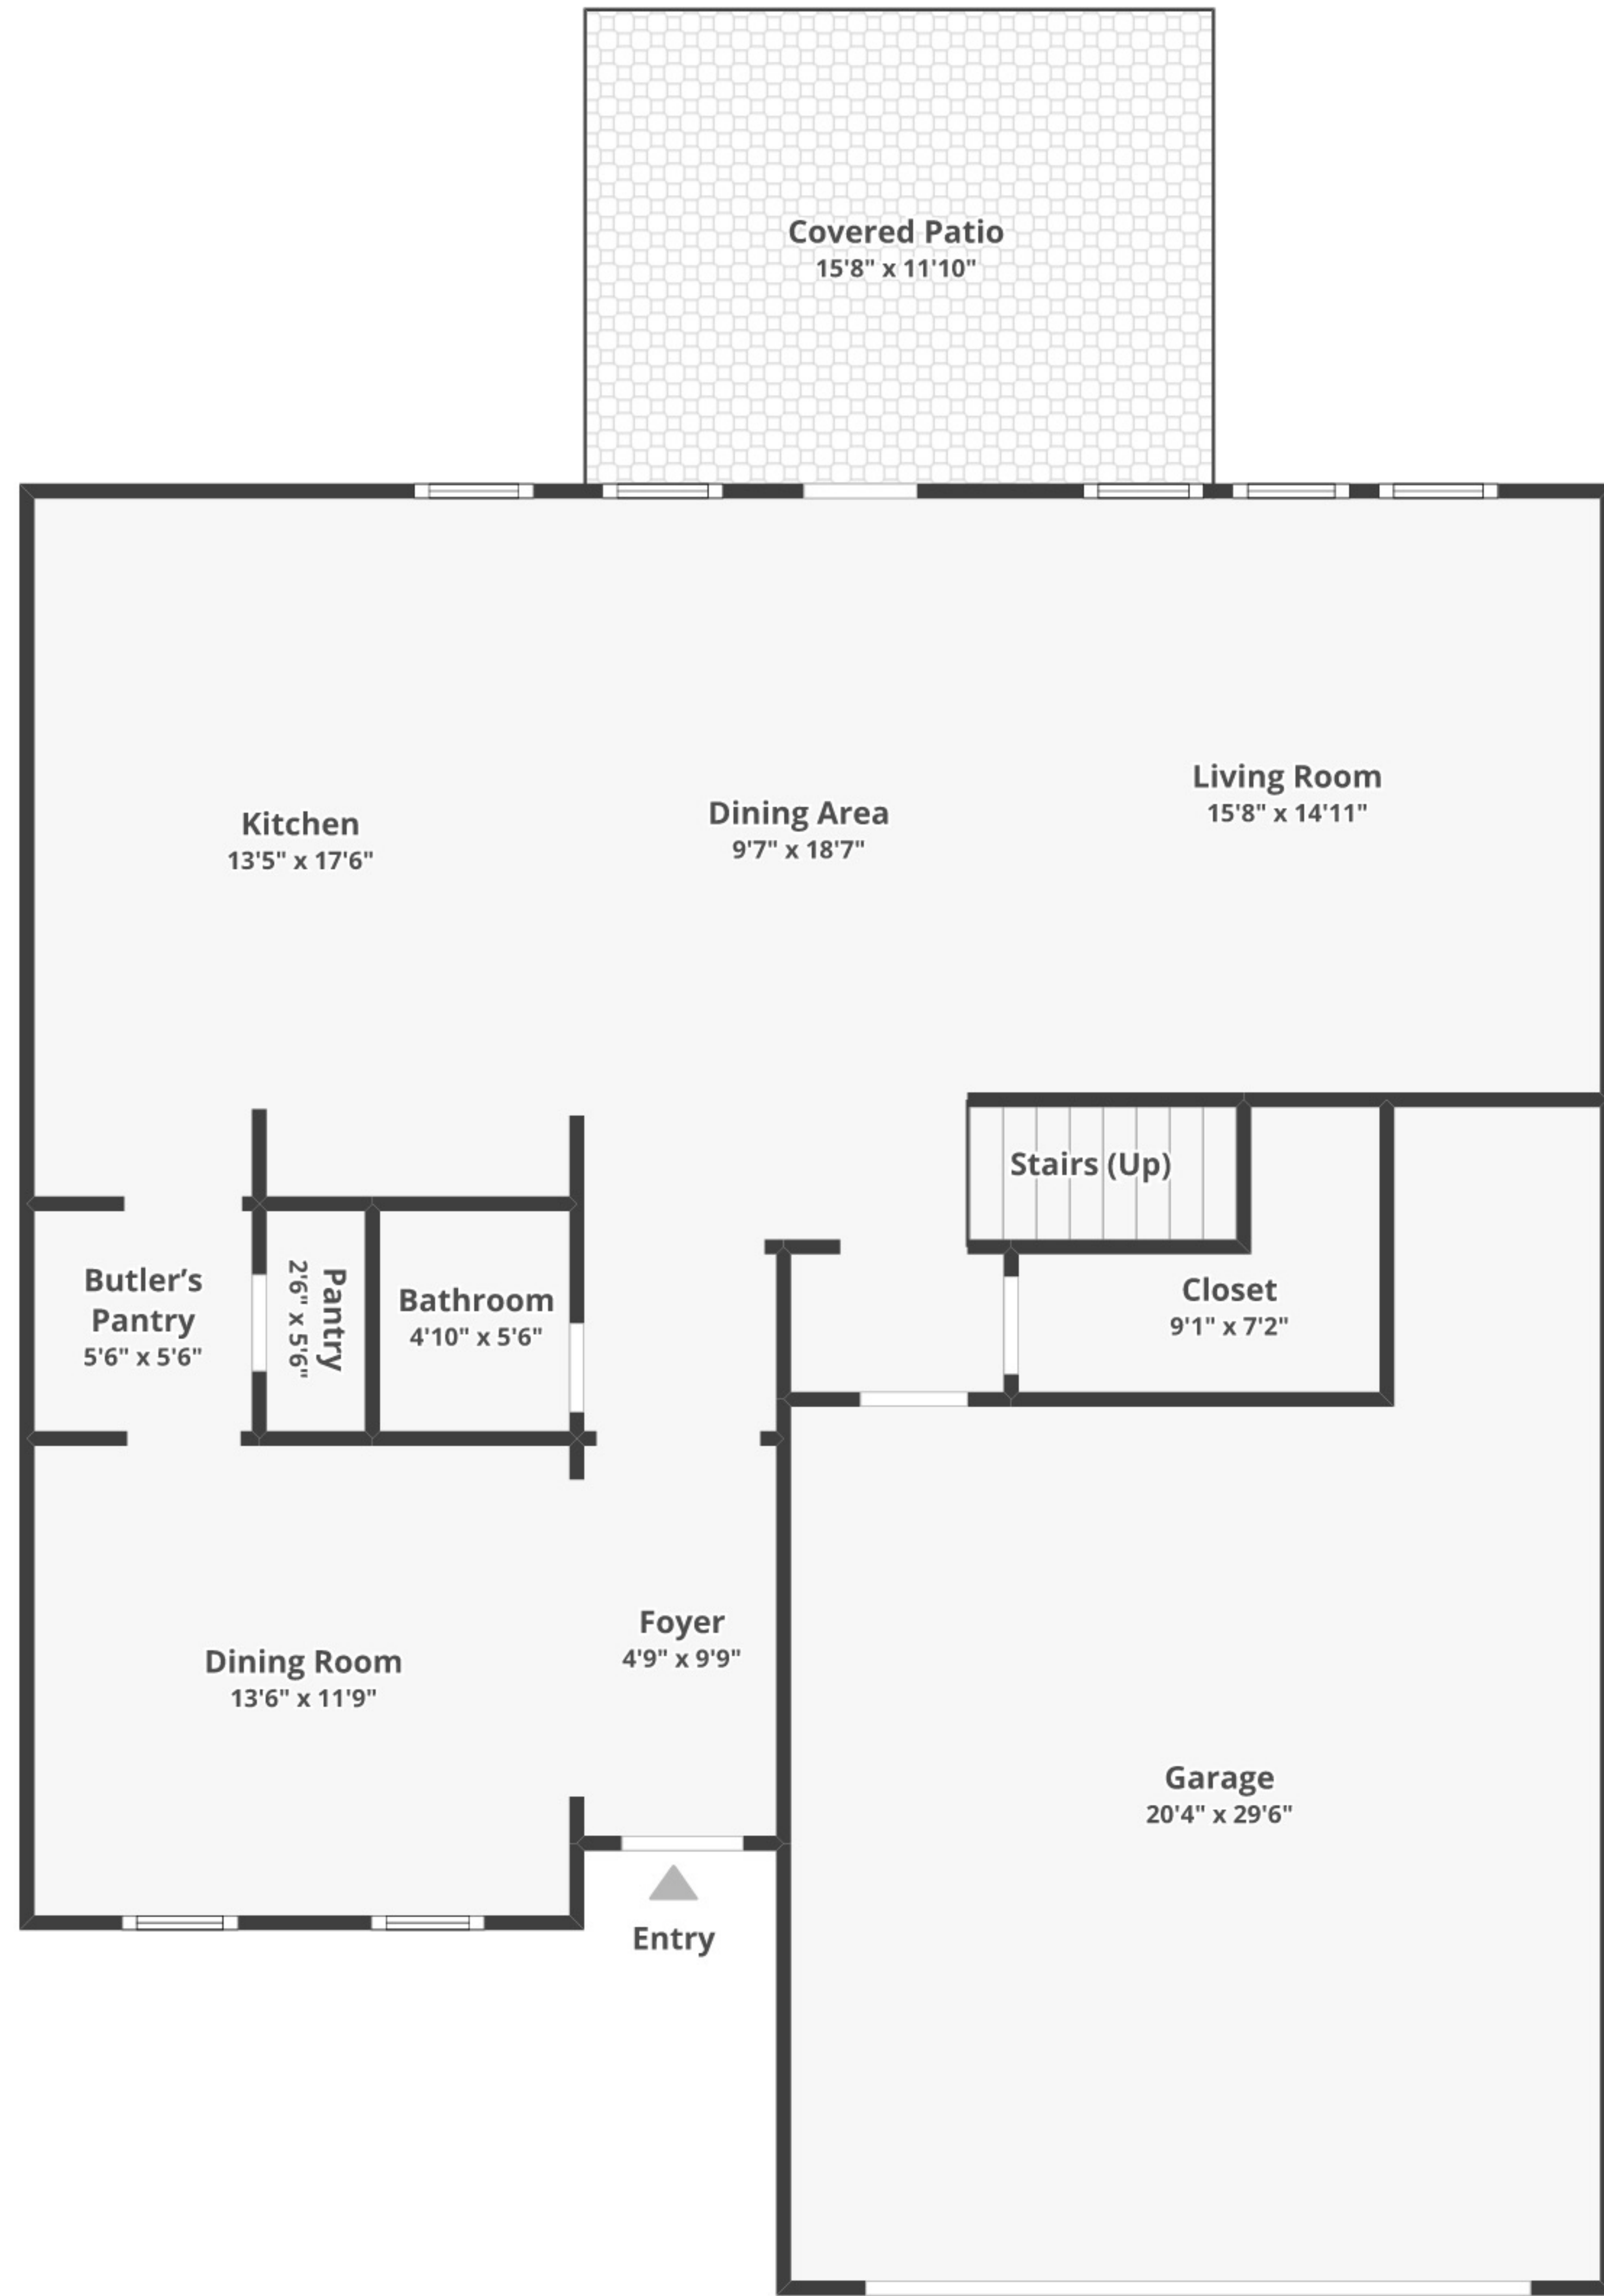 Covered Patio
15'8" x 11'10"
Living Room
15'8" x 14'11"
Dining Area
9'7" x 18'7"
Kitchen
13'5" x 17'6"
Stairs (Up)
Butler’s
Pantry
5'6" x 5'6"
Pantry
2'6" x 5'6"
Bathroom
4'10" x 5'6"
Closet
9'1" x 7'2"
Foyer
4'9" x 9'9"
Dining Room
13'6" x 11'9"
Garage
20'4" x 29'6"
Entry